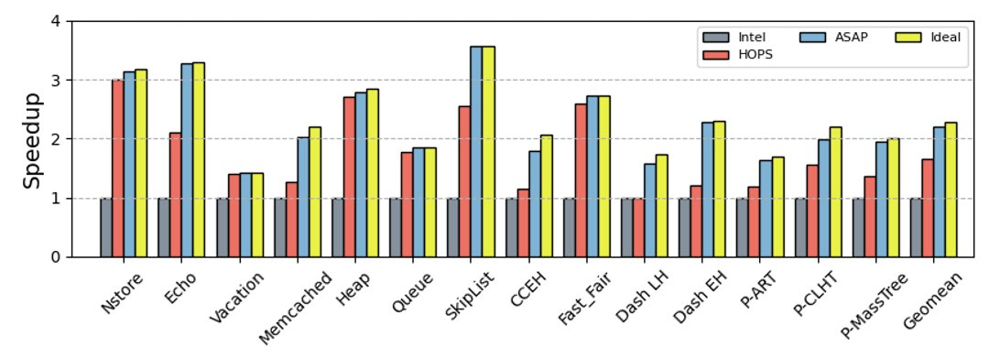 Speedup
4
3
2
1
0
Intel
HOPS
ASAP
Ideal
Nstore
Echo
Vacation
Memcached
Heap
Queue
SkipList
CCEH
Fast_Fair
Dash LH
Dash EH
P-ART
P-CLHT
P-MassTree
Geomean